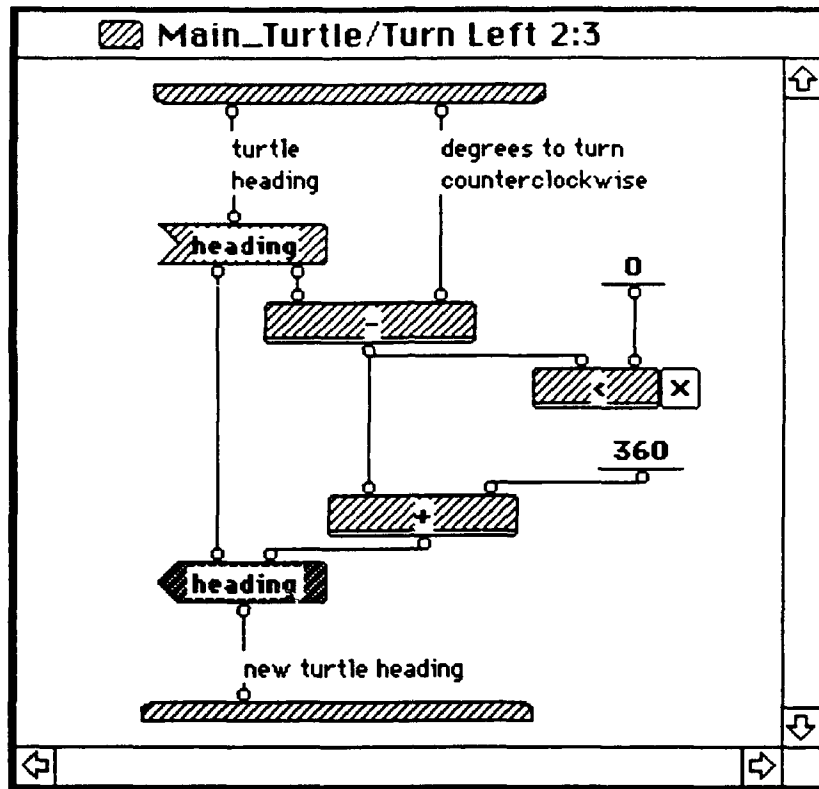 Main_Turtle/Turn Left 2:3
turtle
heading
degrees to turn
counterclockwise
heading
0
-
<
X
360
+
heading
new turtle heading